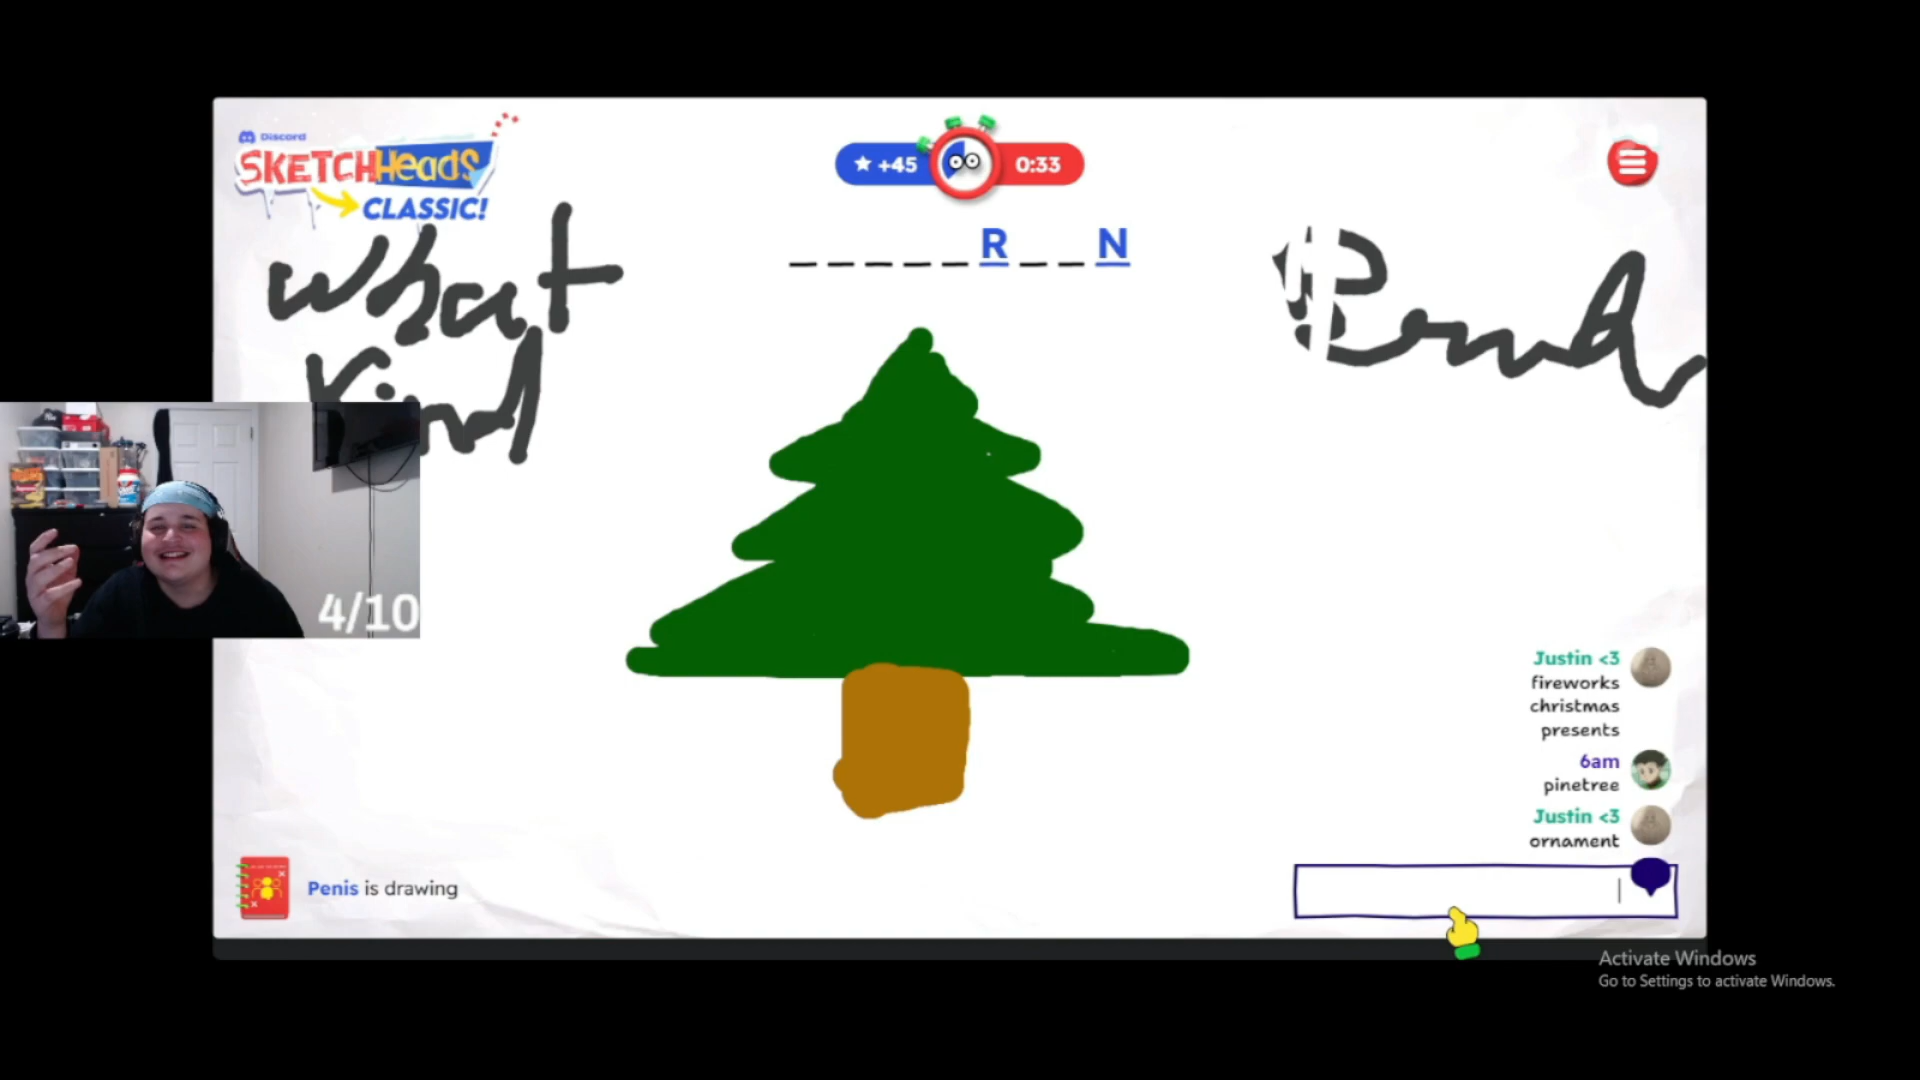 Discord
SKETCHHeadS
CLASSIC!
+45
0:33
_ _ _ _ _ R _ _ N
what
Kind
4/10
Justin <3
fireworks
christmas
presents
6am
pinetree
Justin <3
ornament
Penis is drawing
Activate Windows
Go to Settings to activate Windows.